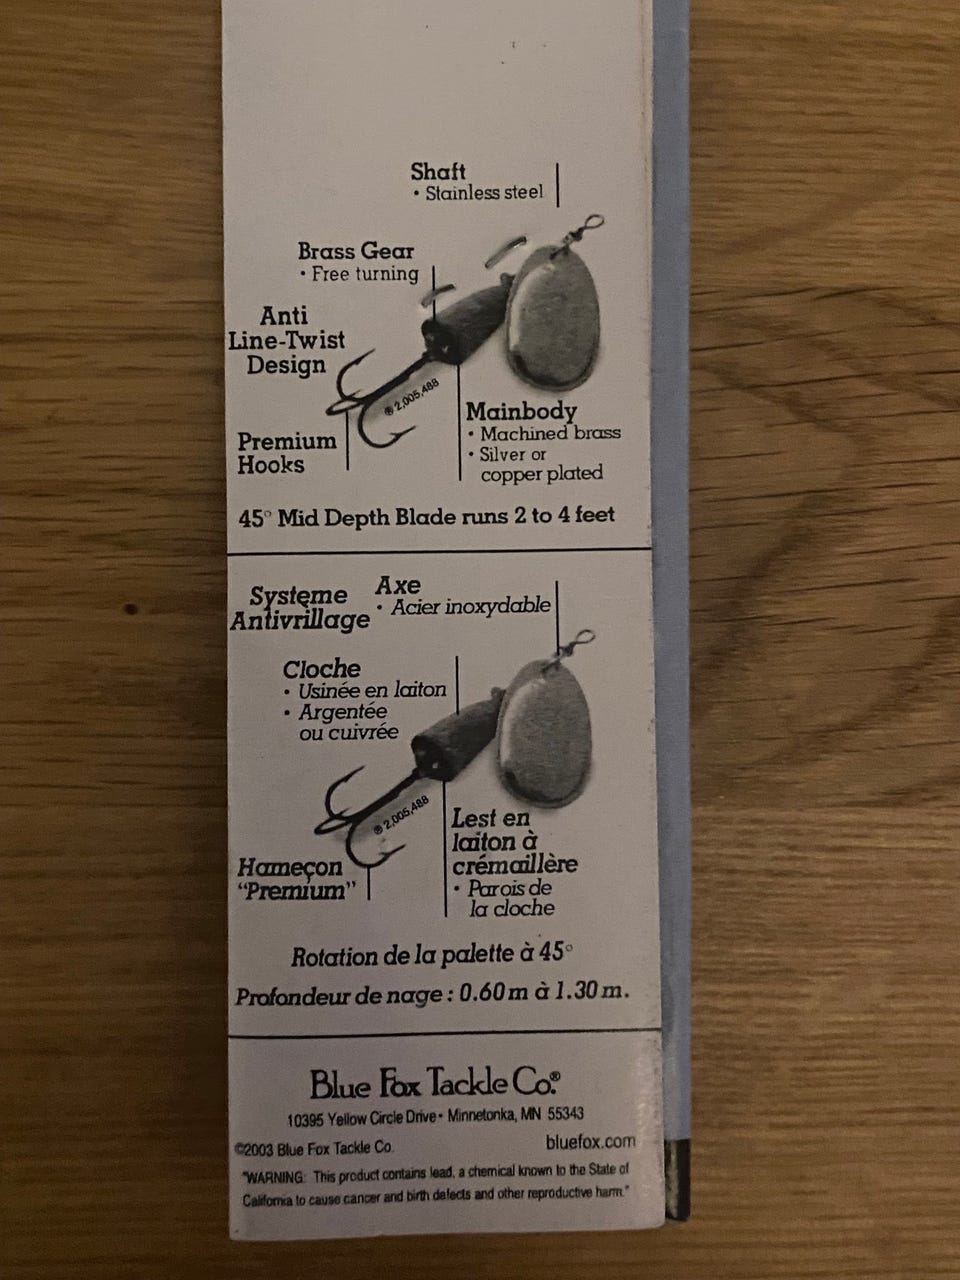 Shaft
• Stainless steel
Brass Gear
• Free turning
Anti
Line-Twist
Design
® 2,005,488
Premium
Hooks
Mainbody
• Machined brass
• Silver or
copper plated
45° Mid Depth Blade runs 2 to 4 feet
Systeme
Antivrillage
Axe
• Acier inoxydable
Cloche
• Usinée en laiton
• Argentée
ou cuivrée
® 2,005,488
Lest en
laiton à
crémaillère
• Parois de
la cloche
Hameçon
“Premium”
Rotation de la palette à 45°
Profondeur de nage : 0.60 m à 1.30 m.
Blue Fox Tackle Co.®
10395 Yellow Circle Drive • Minnetonka, MN 55343
©2003 Blue Fox Tackle Co. bluefox.com
"WARNING: This product contains lead, a chemical known to the State of
California to cause cancer and birth defects and other reproductive harm."